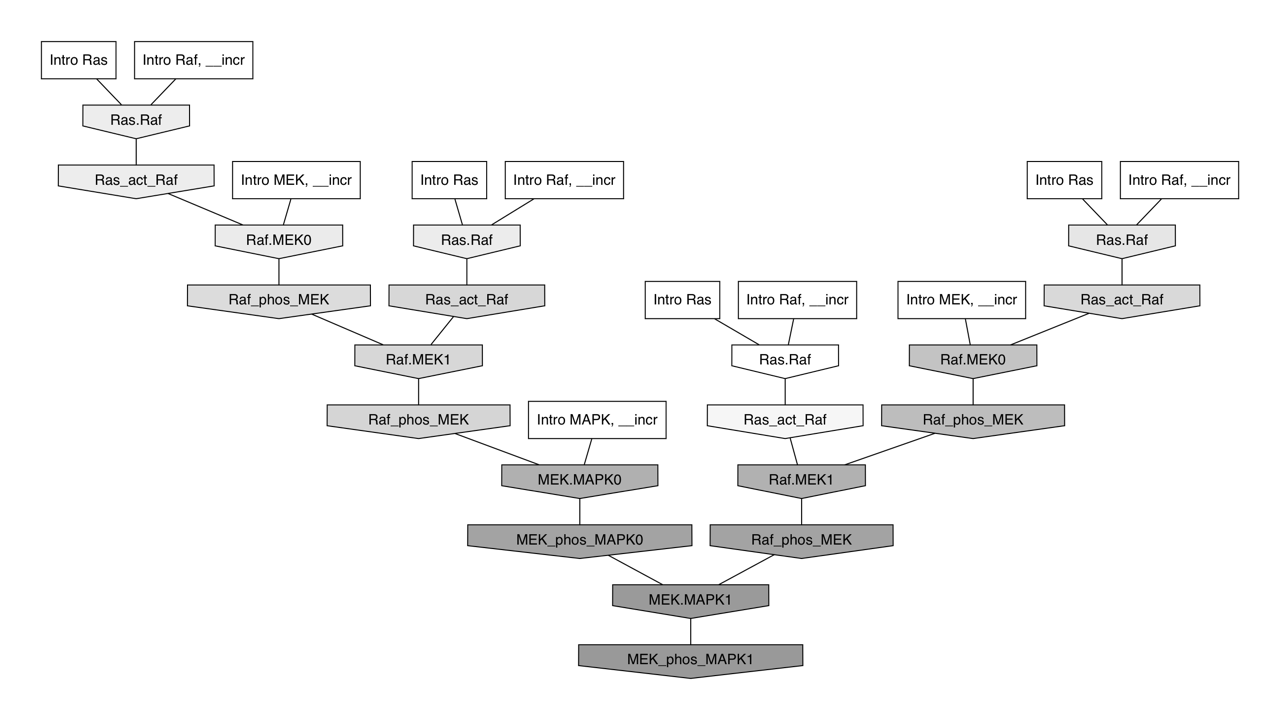 Intro Ras
Intro Raf, __incr
Ras.Raf
Ras_act_Raf
Intro MEK, __incr
Intro Ras
Intro Raf, __incr
Intro Ras
Intro Raf, __incr
Raf.MEK0
Ras.Raf
Ras.Raf
Raf_phos_MEK
Ras_act_Raf
Intro Ras
Intro Raf, __incr
Intro MEK, __incr
Ras_act_Raf
Raf.MEK1
Ras.Raf
Raf.MEK0
Raf_phos_MEK
Intro MAPK, __incr
Ras_act_Raf
Raf_phos_MEK
MEK.MAPK0
Raf.MEK1
MEK_phos_MAPK0
Raf_phos_MEK
MEK.MAPK1
MEK_phos_MAPK1